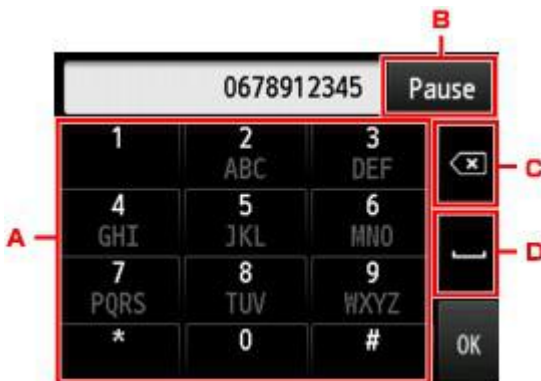 B
0678912345 Pause
1 2 3
ABC DEF
C
4 5 6
A GHI JKL MNO
D
7 8 9
PQRS TUV WXYZ
* 0 # OK